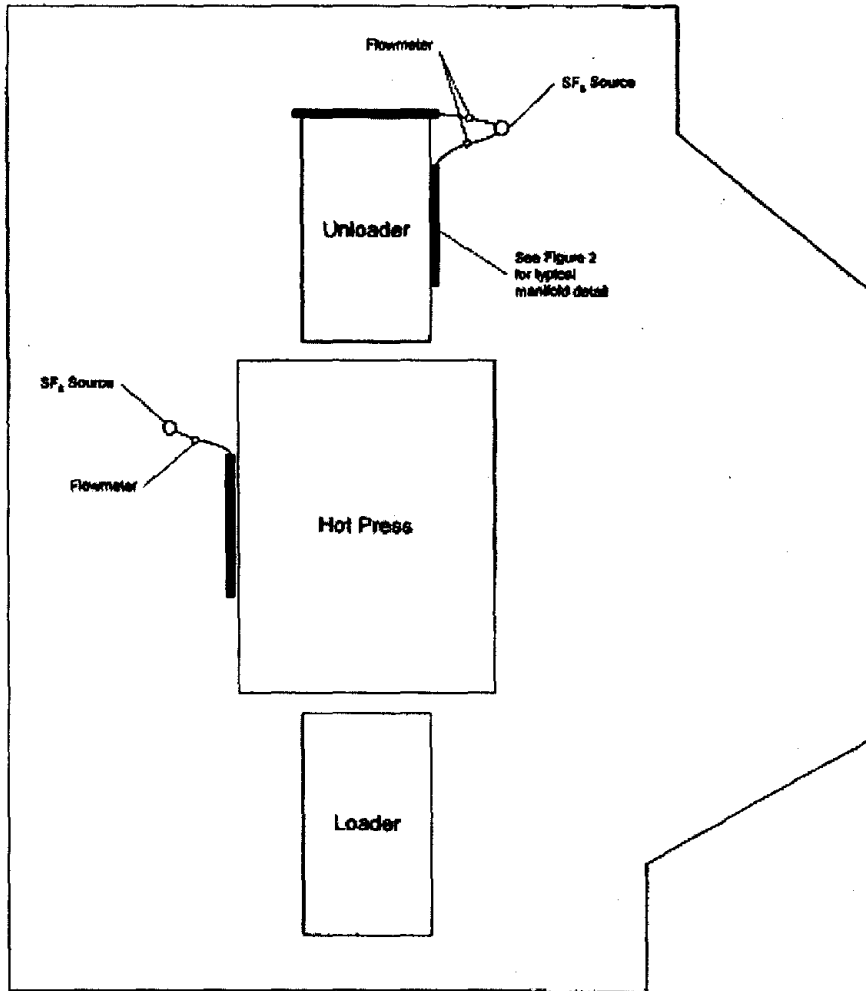 Flowmeter
SF₆ Source
Unloader
See Figure 2
for typical
manifold detail
SF₆ Source
Flowmeter
Hot Press
Loader